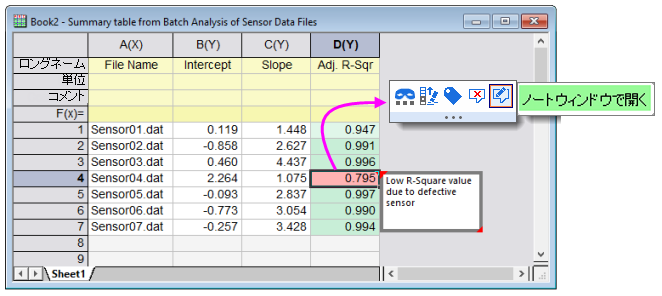 Book2 - Summary table from Batch Analysis of Sensor Data Files
A(X) B(Y) C(Y) D(Y)
ロングネーム File Name Intercept Slope Adj. R-Sqr
単位
コメント
F(x)=
1 Sensor01.dat 0.119 1.448 0.947
2 Sensor02.dat -0.858 2.627 0.991
3 Sensor03.dat 0.460 4.437 0.996
4 Sensor04.dat 2.264 1.075 0.795
5 Sensor05.dat -0.093 2.837 0.997
6 Sensor06.dat -0.773 3.054 0.990
7 Sensor07.dat -0.257 3.428 0.994
8
9
Sheet1
ノートウィンドウで開く
Low R-Square value
due to defective
sensor